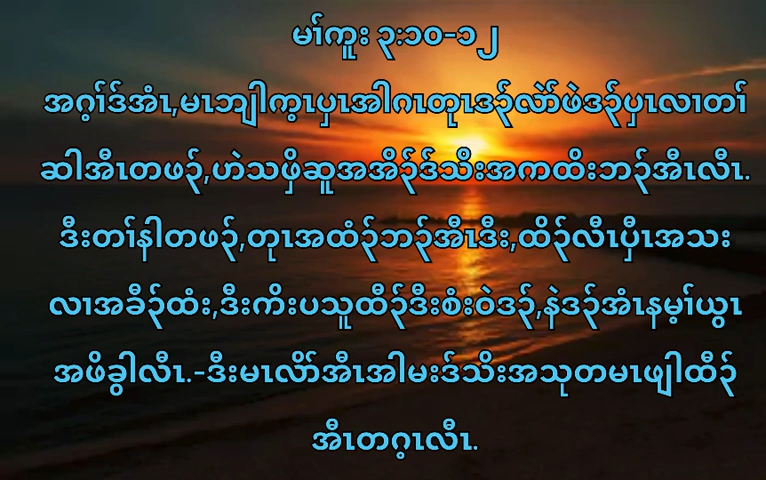 မၢ်ကူး ၃:၁၀-၁၂
အဂ့ၢ်ဒ်အံၤ,မၤဘျါက့ၤပှၤအါဂၤတုၤဒၣ်လဲာ်ဖဲဒၣ်ပှၤလၢတၢ်
ဆါအီၤတဖၣ်,ဟဲသဖှိဆူအအိၣ်ဒ်သိးအကထိးဘၣ်အီၤလီၤ.
ဒီးတၢ်နါတဖၣ်,တုၤအထံၣ်ဘၣ်အီၤဒီး,ထိၣ်လီၤပှီၤအသး
လၢအခီၣ်ထံး,ဒီးကိးပသူထီၣ်ဒီးစံးဝဲဒၣ်,နဲဒၣ်အံၤနမ့ၢ်ယွၤ
အဖိခွါလီၤ.-ဒီးမၤလိာ်အီၤအါမးဒ်သိးအသုတမၤဖျါထီၣ်
အီၤတဂ့ၤလီၤ.